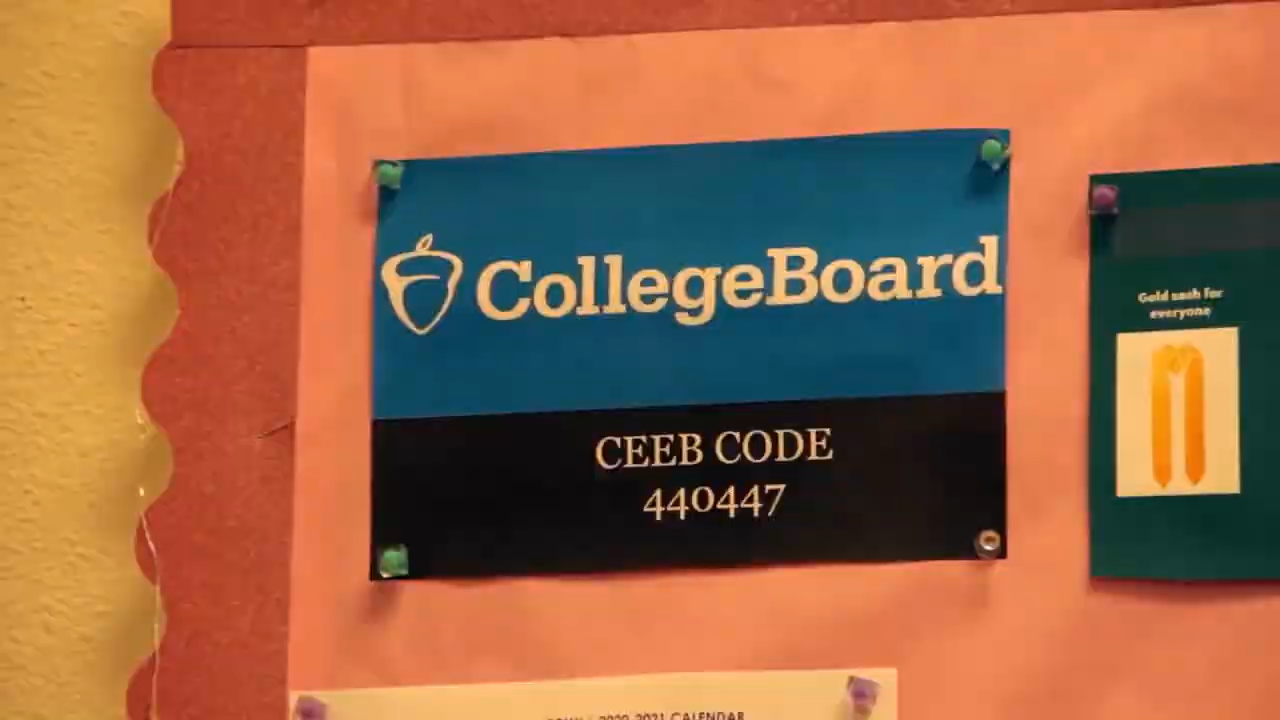 CollegeBoard
CEEB CODE
440447
Gold sash for
everyone
2020-2021 CALENDAR